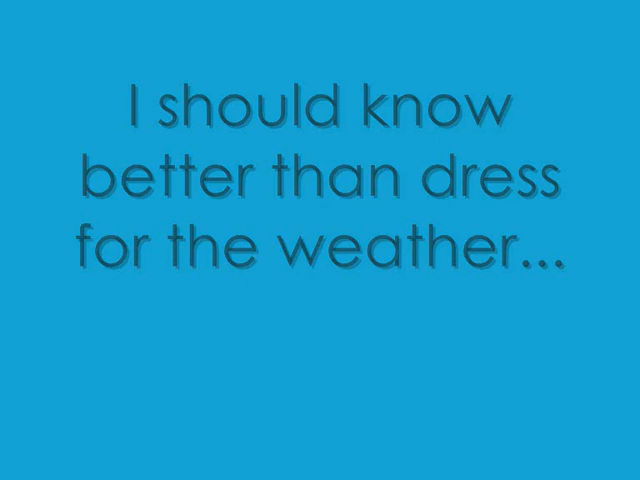 I should know
better than dress
for the weather...